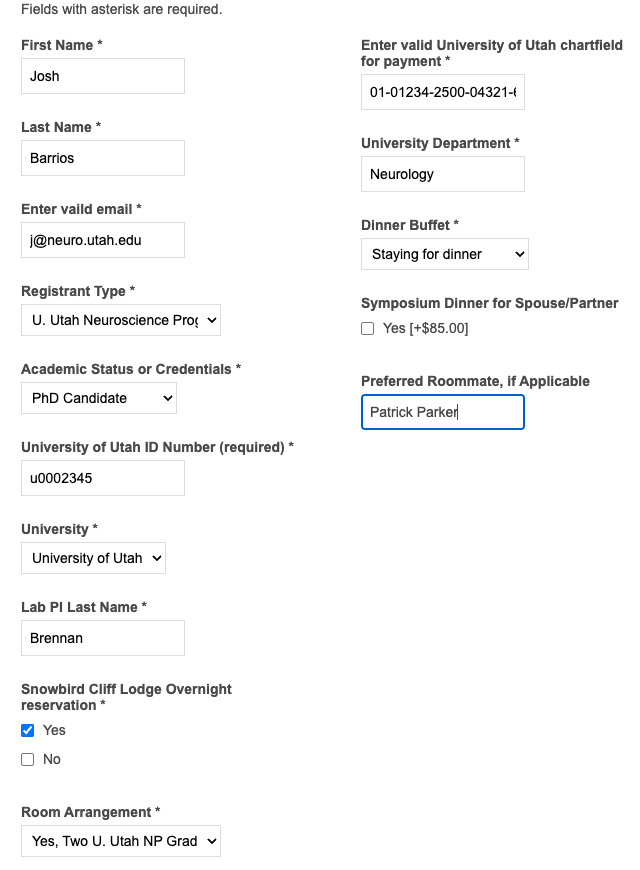 Fields with asterisk are required.
First Name *
Josh
Last Name *
Barrios
Enter vaild email *
j@neuro.utah.edu
Registrant Type *
U. Utah Neuroscience Prog
Academic Status or Credentials *
PhD Candidate
University of Utah ID Number (required) *
u0002345
University *
University of Utah
Lab PI Last Name *
Brennan
Snowbird Cliff Lodge Overnight
reservation *
Yes
No
Room Arrangement *
Yes, Two U. Utah NP Grad
Enter valid University of Utah chartfield
for payment *
01-01234-2500-04321-
University Department *
Neurology
Dinner Buffet *
Staying for dinner
Symposium Dinner for Spouse/Partner
Yes [+$85.00]
Preferred Roommate, if Applicable
Patrick Parker